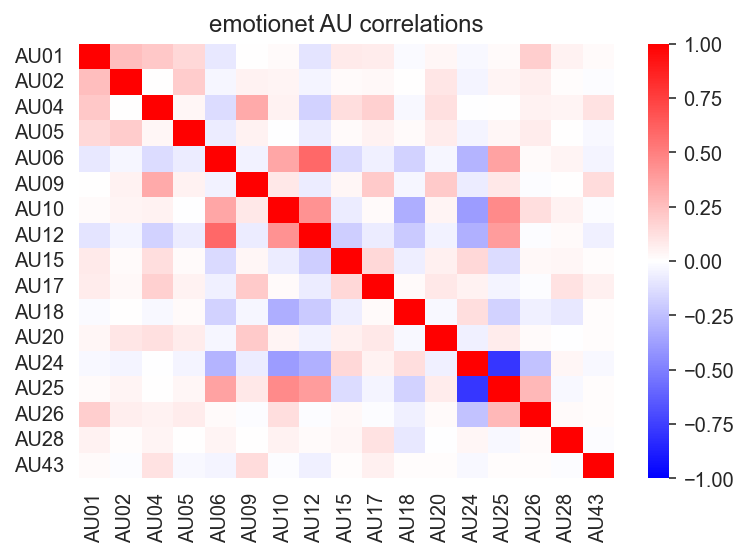 emotionet AU correlations
AU01
AU02
AU04
AU05
AU06
AU09
AU10
AU12
AU15
AU17
AU18
AU20
AU24
AU25
AU26
AU28
AU43
AU01
AU02
AU04
AU05
AU06
AU09
AU10
AU12
AU15
AU17
AU18
AU20
AU24
AU25
AU26
AU28
AU43
1.00
0.75
0.50
0.25
0.00
−0.25
−0.50
−0.75
−1.00